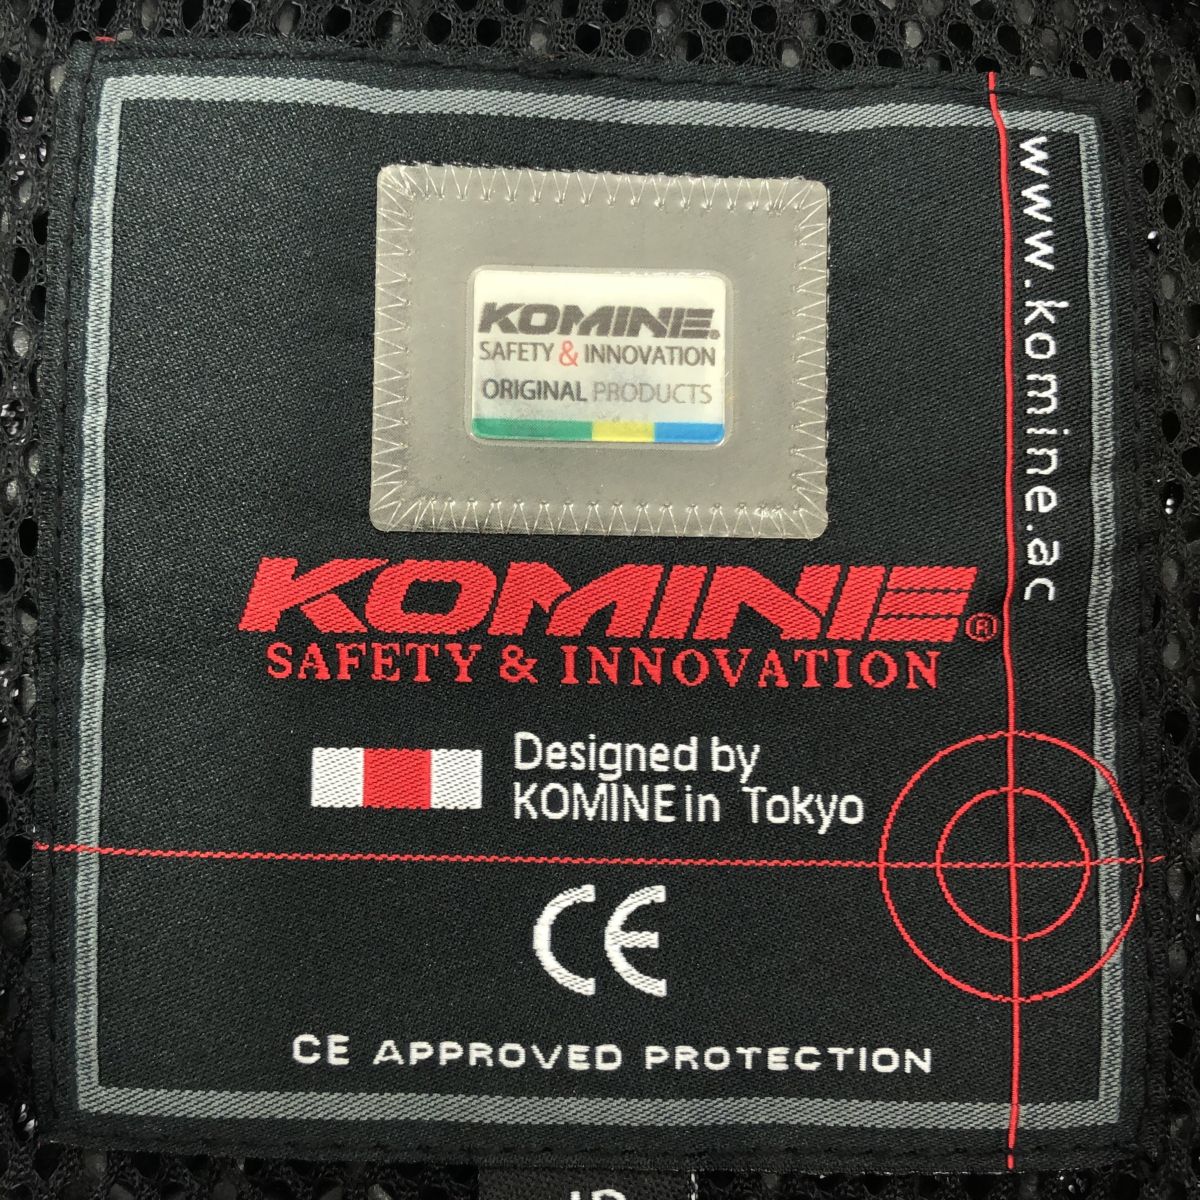 KOMINE®
SAFETY & INNOVATION
ORIGINAL PRODUCTS
www.komine.ac
KOMINE®
SAFETY & INNOVATION
Designed by
KOMINE in Tokyo
CE
CE APPROVED PROTECTION